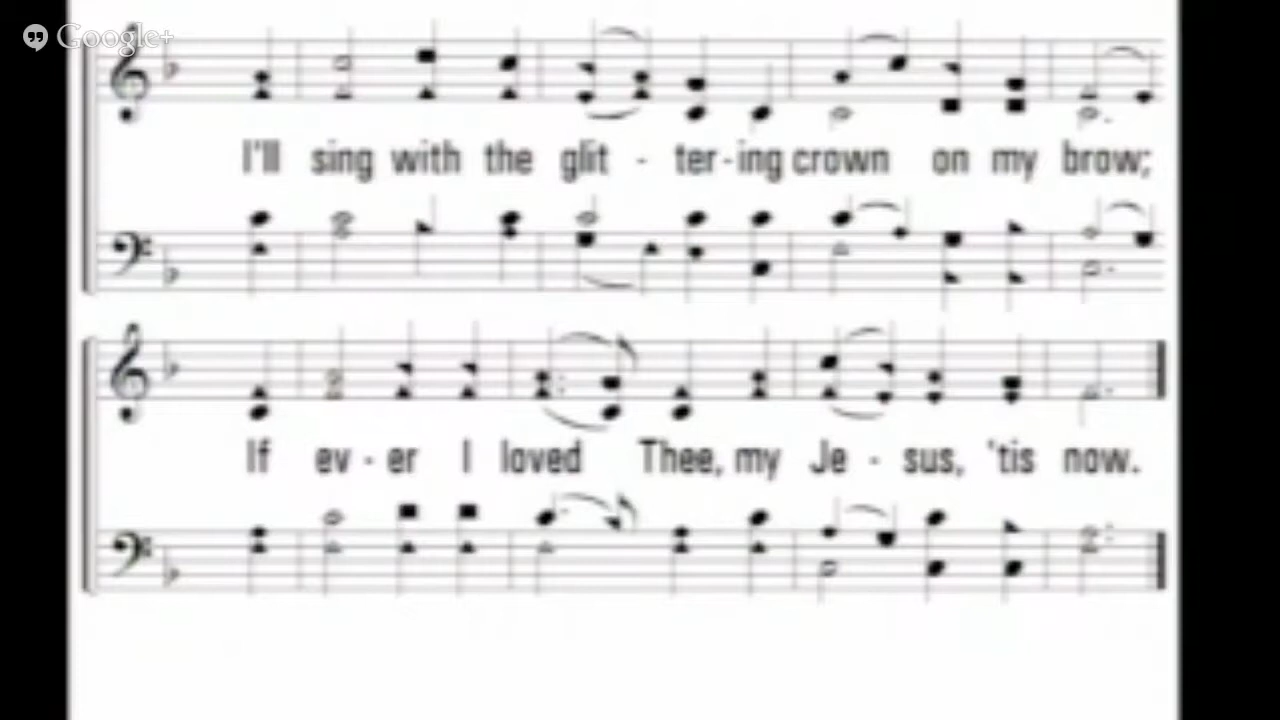 Google+
I'll sing with the glit - ter - ing crown on my brow;
If ev - er I loved Thee, my Je - sus, 'tis now.